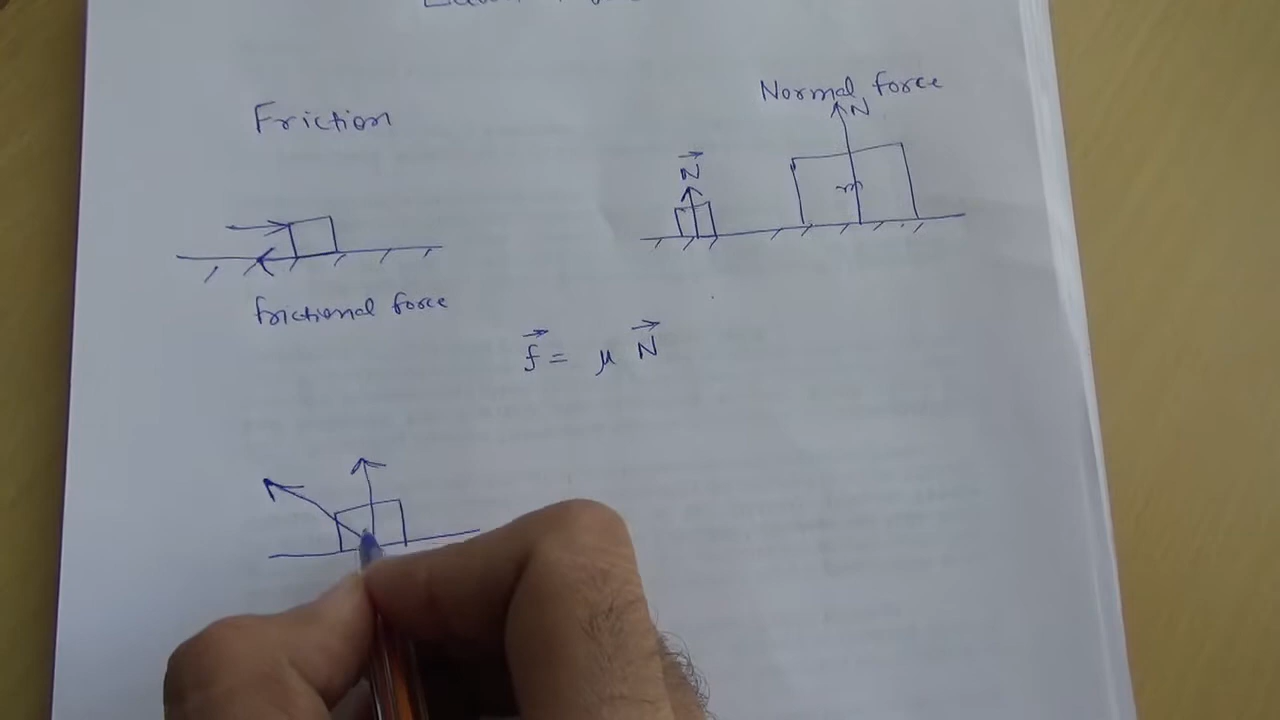 Friction
Normal force
N
N⃗
m
frictional force
f⃗ = μ N⃗